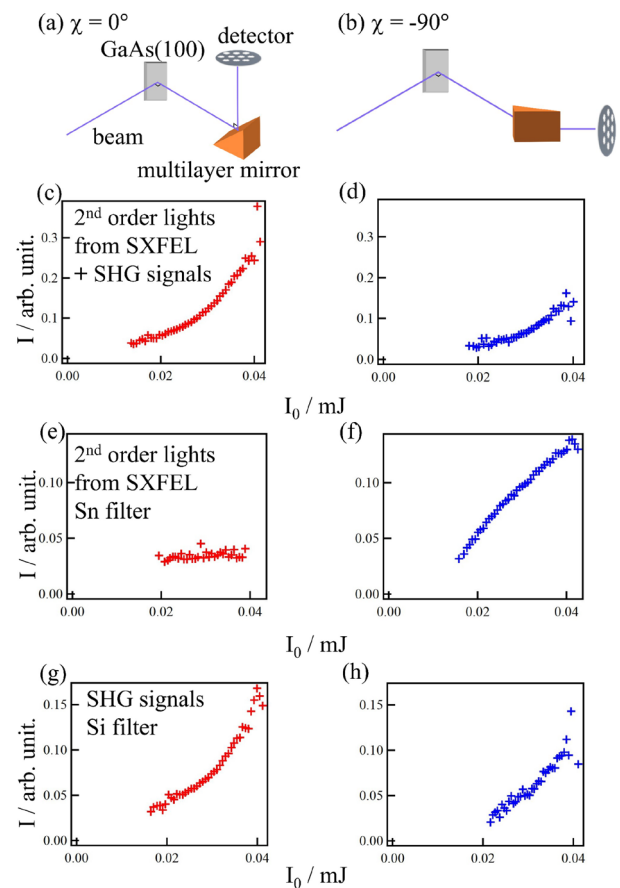 (a) χ = 0°
(b) χ = -90°
GaAs(100)
detector
beam
multilayer mirror
(c)
(d)
2nd order lights
from SXFEL
+ SHG signals
I / arb. unit.
0.3
0.2
0.1
0.0
0.00
0.02
0.04
0.3
0.2
0.1
0.0
0.00
0.02
0.04
I0 / mJ
(e)
(f)
2nd order lights
from SXFEL
Sn filter
I / arb. unit.
0.10
0.05
0.00
0.00
0.02
0.04
0.10
0.05
0.00
0.00
0.02
0.04
I0 / mJ
(g)
(h)
SHG signals
Si filter
I / arb. unit.
0.15
0.10
0.05
0.00
0.00
0.02
0.04
0.15
0.10
0.05
0.00
0.00
0.02
0.04
I0 / mJ